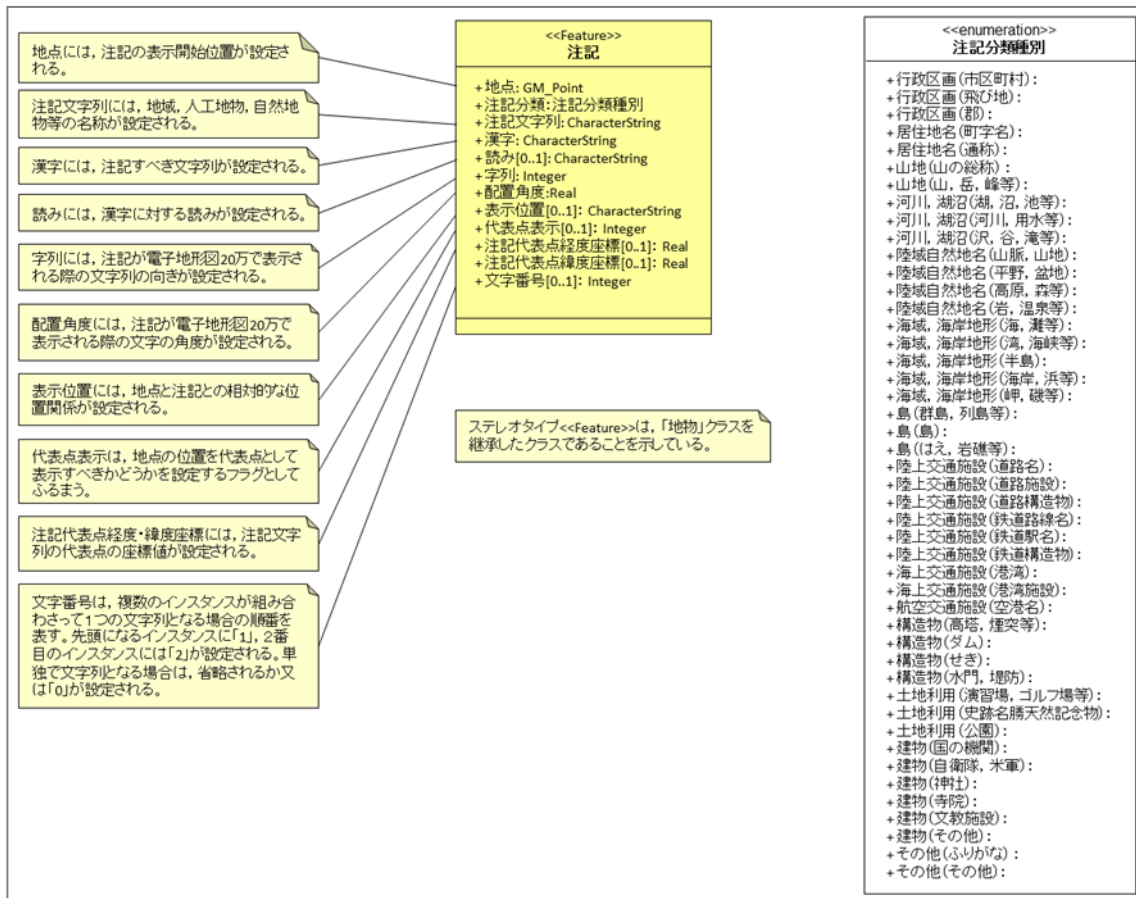 地点には，注記の表示開始位置が設定さ
れる。
注記文字列には，地域，人工地物，自然地
物等の名称が設定される。
漢字には，注記すべき文字列が設定される。
読みには，漢字に対する読みが設定される。
字列には，注記が電子地形図20万で表示
される際の文字列の向きが設定される。
配置角度には，注記が電子地形図20万で
表示される際の文字の角度が設定される。
表示位置には，地点と注記との相対的な位
置関係が設定される。
代表点表示は，地点の位置を代表点として
表示すべきかどうかを設定するフラグとして
ふるまう。
注記代表点経度・緯度座標には，注記文字
列の代表点の座標値が設定される。
文字番号は，複数のインスタンスが組み合
わさって1つの文字列となる場合の順番を
表す。先頭になるインスタンスに「1」，2番
目のインスタンスには「2」が設定される。単
独で文字列となる場合は，省略されるか又
は「0」が設定される。
<<Feature>>
注記
+地点: GM_Point
+注記分類:注記分類種別
+注記文字列: CharacterString
+漢字: CharacterString
+読み[0..1]: CharacterString
+字列: Integer
+配置角度:Real
+表示位置[0..1]: CharacterString
+代表点表示[0..1]: Integer
+注記代表点経度座標[0..1]: Real
+注記代表点緯度座標[0..1]: Real
+文字番号[0..1]: Integer
ステレオタイプ<<Feature>>は，「地物」クラスを
継承したクラスであることを示している。
<<enumeration>>
注記分類種別
+行政区画(市区町村):
+行政区画(飛び地):
+行政区画(郡):
+居住地名(町字名):
+居住地名(通称):
+山地(山の総称):
+山地(山，岳，峰等):
+河川，湖沼(湖，沼，池等):
+河川，湖沼(河川，用水等):
+河川，湖沼(沢，谷，滝等):
+陸域自然地名(山脈，山地):
+陸域自然地名(平野，盆地):
+陸域自然地名(高原，森等):
+陸域自然地名(岩，温泉等):
+海域，海岸地形(海，灘等):
+海域，海岸地形(湾，海峡等):
+海域，海岸地形(半島):
+海域，海岸地形(海岸，浜等):
+海域，海岸地形(岬，磯等):
+島(群島，列島等):
+島(島):
+島((はえ，岩礁等):
+陸上交通施設(道路名):
+陸上交通施設(道路施設):
+陸上交通施設(道路構造物):
+陸上交通施設(鉄道路線名):
+陸上交通施設(鉄道駅名):
+陸上交通施設(鉄道構造物):
+海上交通施設(港湾):
+海上交通施設(港湾施設):
+航空交通施設(空港名):
+構造物(高塔，煙突等):
+構造物(ダム):
+構造物(せき):
+構造物(水門，堤防):
+土地利用(演習場，ゴルフ場等):
+土地利用(史跡名勝天然記念物):
+土地利用(公園):
+建物(国の機関):
+建物(自衛隊，米軍):
+建物(神社):
+建物(寺院):
+建物(文教施設):
+建物(その他):
+その他(ふりがな):
+その他(その他):